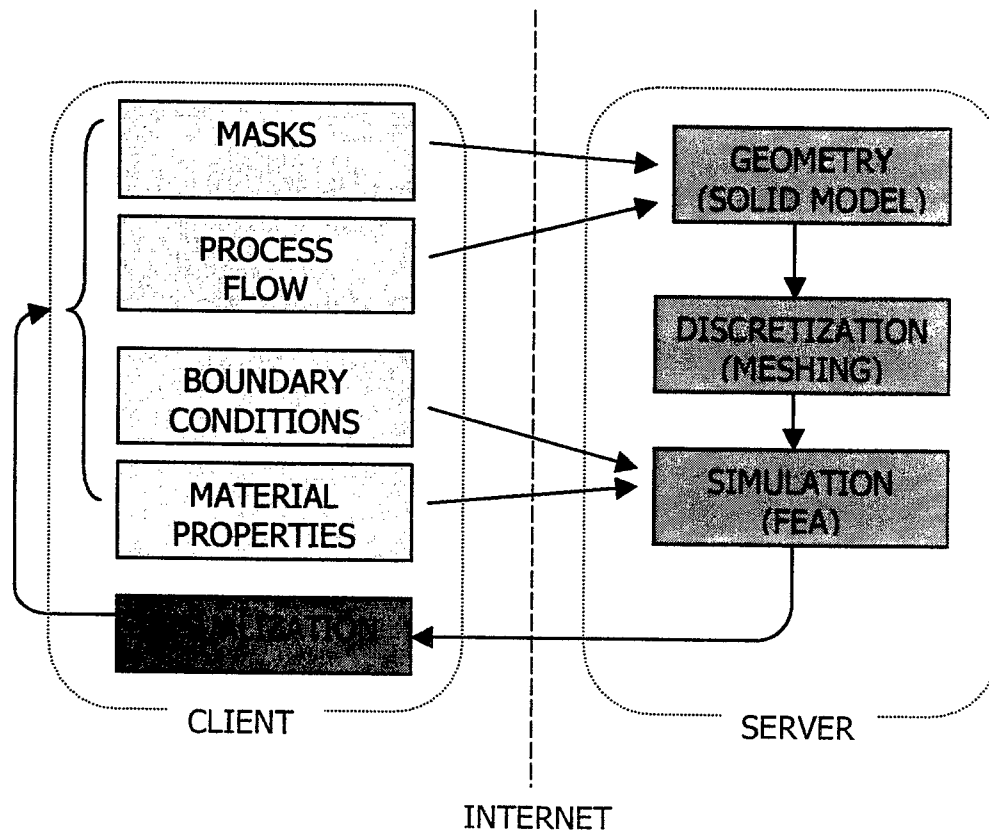 MASKS
PROCESS
FLOW
BOUNDARY
CONDITIONS
MATERIAL
PROPERTIES
CLIENT
GEOMETRY
(SOLID MODEL)
DISCRETIZATION
(MESHING)
SIMULATION
(FEA)
SERVER
INTERNET